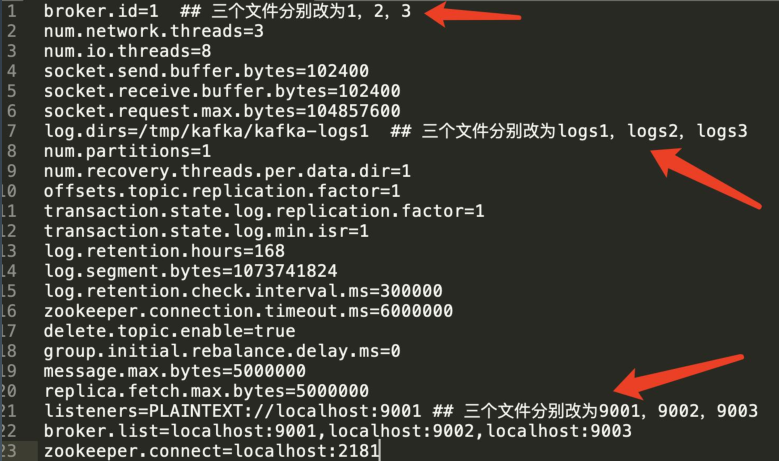 1 broker.id=1  ## 三个文件分别改为1，2，3
2 num.network.threads=3
3 num.io.threads=8
4 socket.send.buffer.bytes=102400
5 socket.receive.buffer.bytes=102400
6 socket.request.max.bytes=104857600
7 log.dirs=/tmp/kafka/kafka-logs1  ## 三个文件分别改为logs1，logs2，logs3
8 num.partitions=1
9 num.recovery.threads.per.data.dir=1
10 offsets.topic.replication.factor=1
11 transaction.state.log.replication.factor=1
12 transaction.state.log.min.isr=1
13 log.retention.hours=168
14 log.segment.bytes=1073741824
15 log.retention.check.interval.ms=300000
16 zookeeper.connection.timeout.ms=6000000
17 delete.topic.enable=true
18 group.initial.rebalance.delay.ms=0
19 message.max.bytes=5000000
20 replica.fetch.max.bytes=5000000
21 listeners=PLAINTEXT://localhost:9001 ## 三个文件分别改为9001，9002，9003
22 broker.list=localhost:9001,localhost:9002,localhost:9003
23 zookeeper.connect=localhost:2181